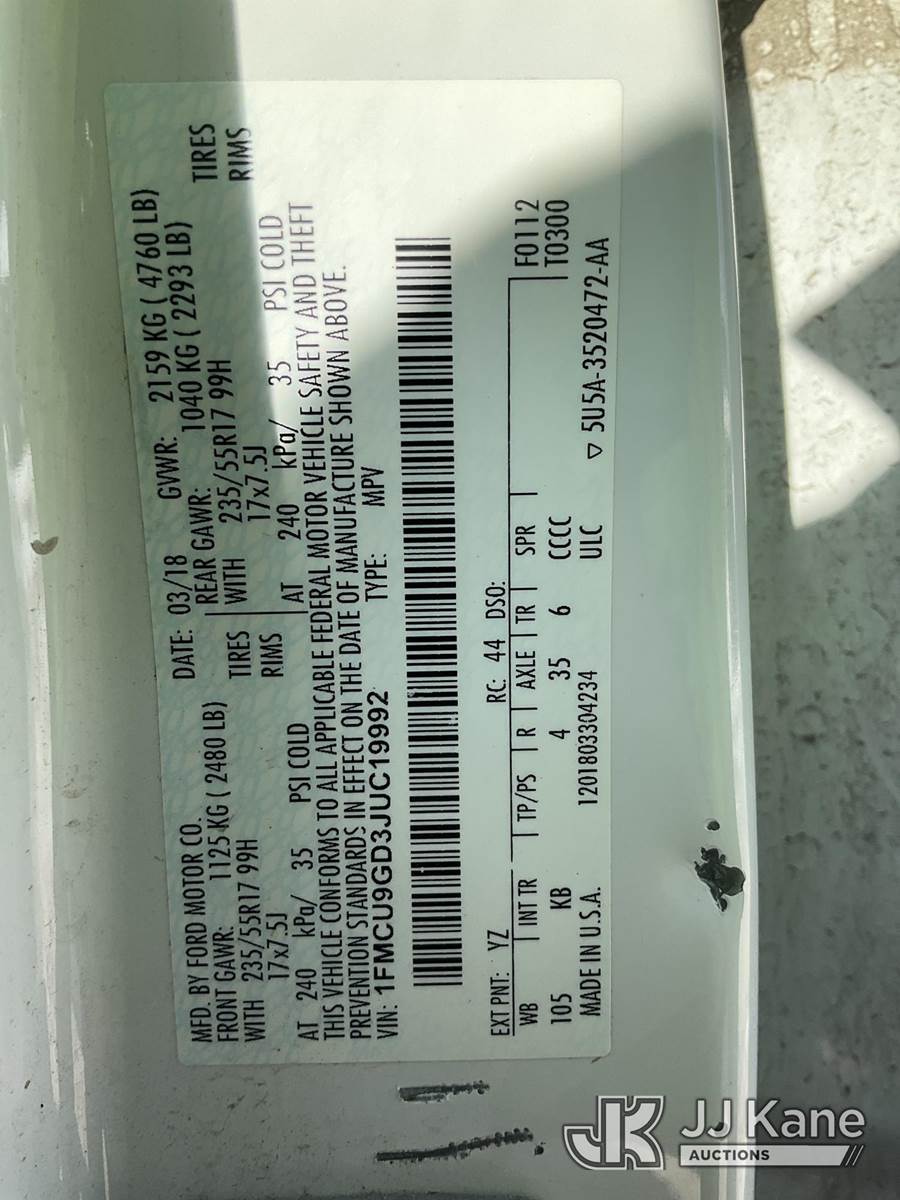 MFD. BY FORD MOTOR CO.
DATE: 03/18 GVWR: 2159 KG ( 4760 LB)
FRONT GAWR: 1125 KG ( 2480 LB) REAR GAWR: 1040 KG ( 2293 LB)
WITH 235/55R17 99H TIRES WITH 235/55R17 99H TIRES
17x7.5J RIMS 17x7.5J RIMS
AT 240 kPa/ 35 PSI COLD AT 240 kPa/ 35 PSI COLD
THIS VEHICLE CONFORMS TO ALL APPLICABLE FEDERAL MOTOR VEHICLE SAFETY AND THEFT
PREVENTION STANDARDS IN EFFECT ON THE DATE OF MANUFACTURE SHOWN ABOVE.
VIN: 1FMCU9GD3JUC19992 TYPE: MPV
EXT PNT: YZ RC: 44 DSO: F0112
WB INT TR TP/PS R AXLE TR SPR T0300
105 KB 4 35 6 CCCC
MADE IN U.S.A. 1201803304234 ULC ▽ 5U5A-3520472-AA
JK JJ Kane
AUCTIONS